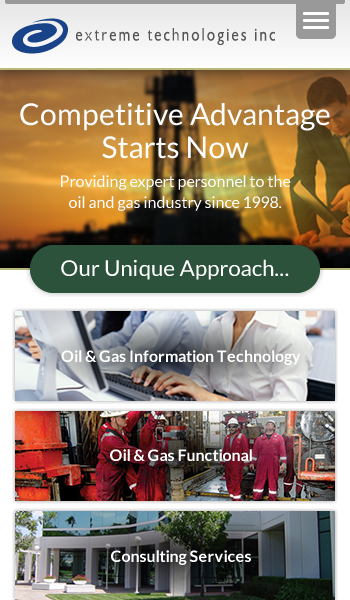 extreme technologies inc
Competitive Advantage
Starts Now
Providing expert personnel to the
oil and gas industry since 1998.
Our Unique Approach...
Oil & Gas Information Technology
Oil & Gas Functional
Consulting Services